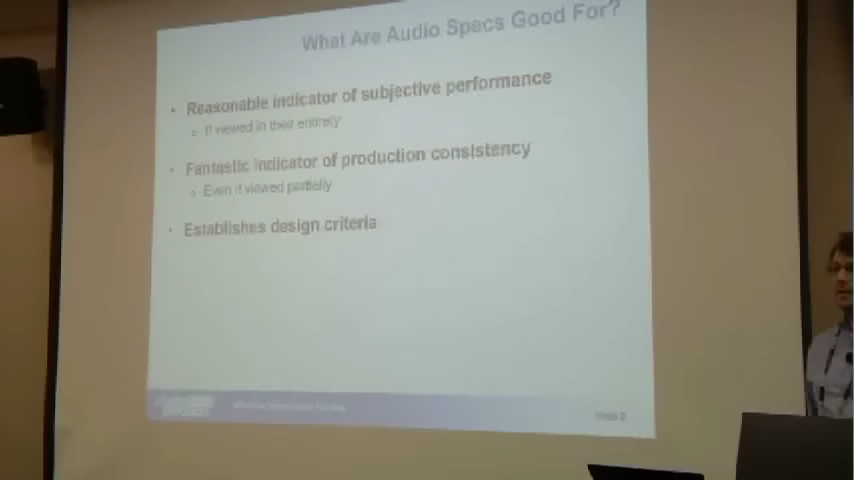 What Are Audio Specs Good For?
• Reasonable indicator of subjective performance
o If viewed in their entirety
• Fantastic indicator of production consistency
o Even if viewed partially
• Establishes design criteria